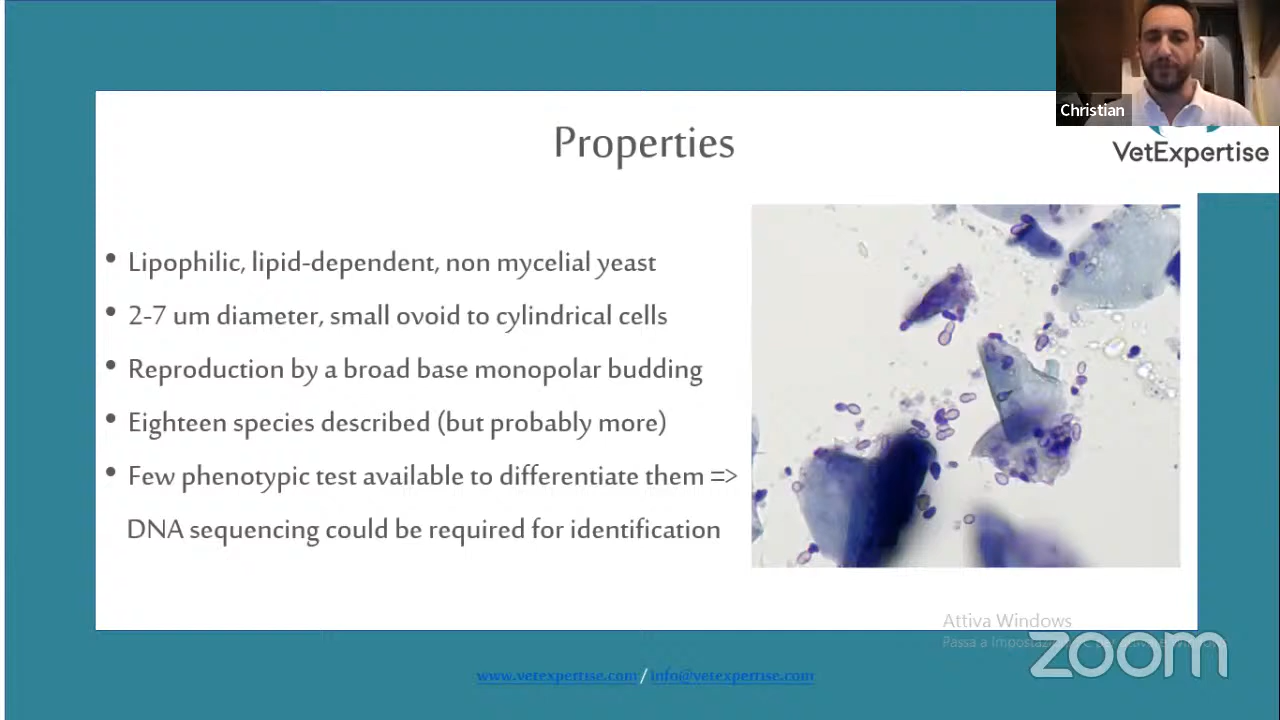 Christian
VetExpertise
Properties
• Lipophilic, lipid-dependent, non mycelial yeast
• 2-7 um diameter, small ovoid to cylindrical cells
• Reproduction by a broad base monopolar budding
• Eighteen species described (but probably more)
• Few phenotypic test available to differentiate them =>
DNA sequencing could be required for identification
Attiva Windows
Passa a
zoom
www.vetexpertise.com / info@vetexpertise.com